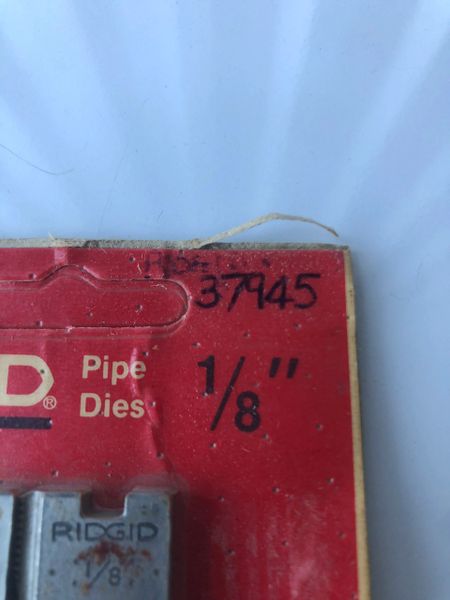 37945
D® Pipe Dies
1/8"
RIDGID
1/8